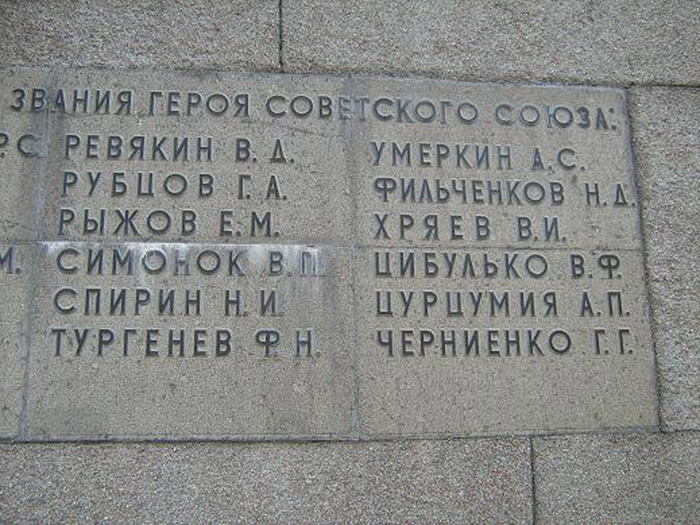 ЗВАНИЯ ГЕРОЯ СОВЕТСКОГО СОЮЗА:
Р.С. РЕВЯКИН В.Д. УМЕРКИН А.С.
РУБЦОВ Г.А. ФИЛЬЧЕНКОВ Н.Д.
РЫЖОВ Е.М. ХРЯЕВ В.И.
М. СИМОНОК В.П. ЦИБУЛЬКО В.Ф.
СПИРИН Н.И. ЦУРЦУМИЯ А.П.
ТУРГЕНЕВ Ф.Н. ЧЕРНИЕНКО Г.Г.